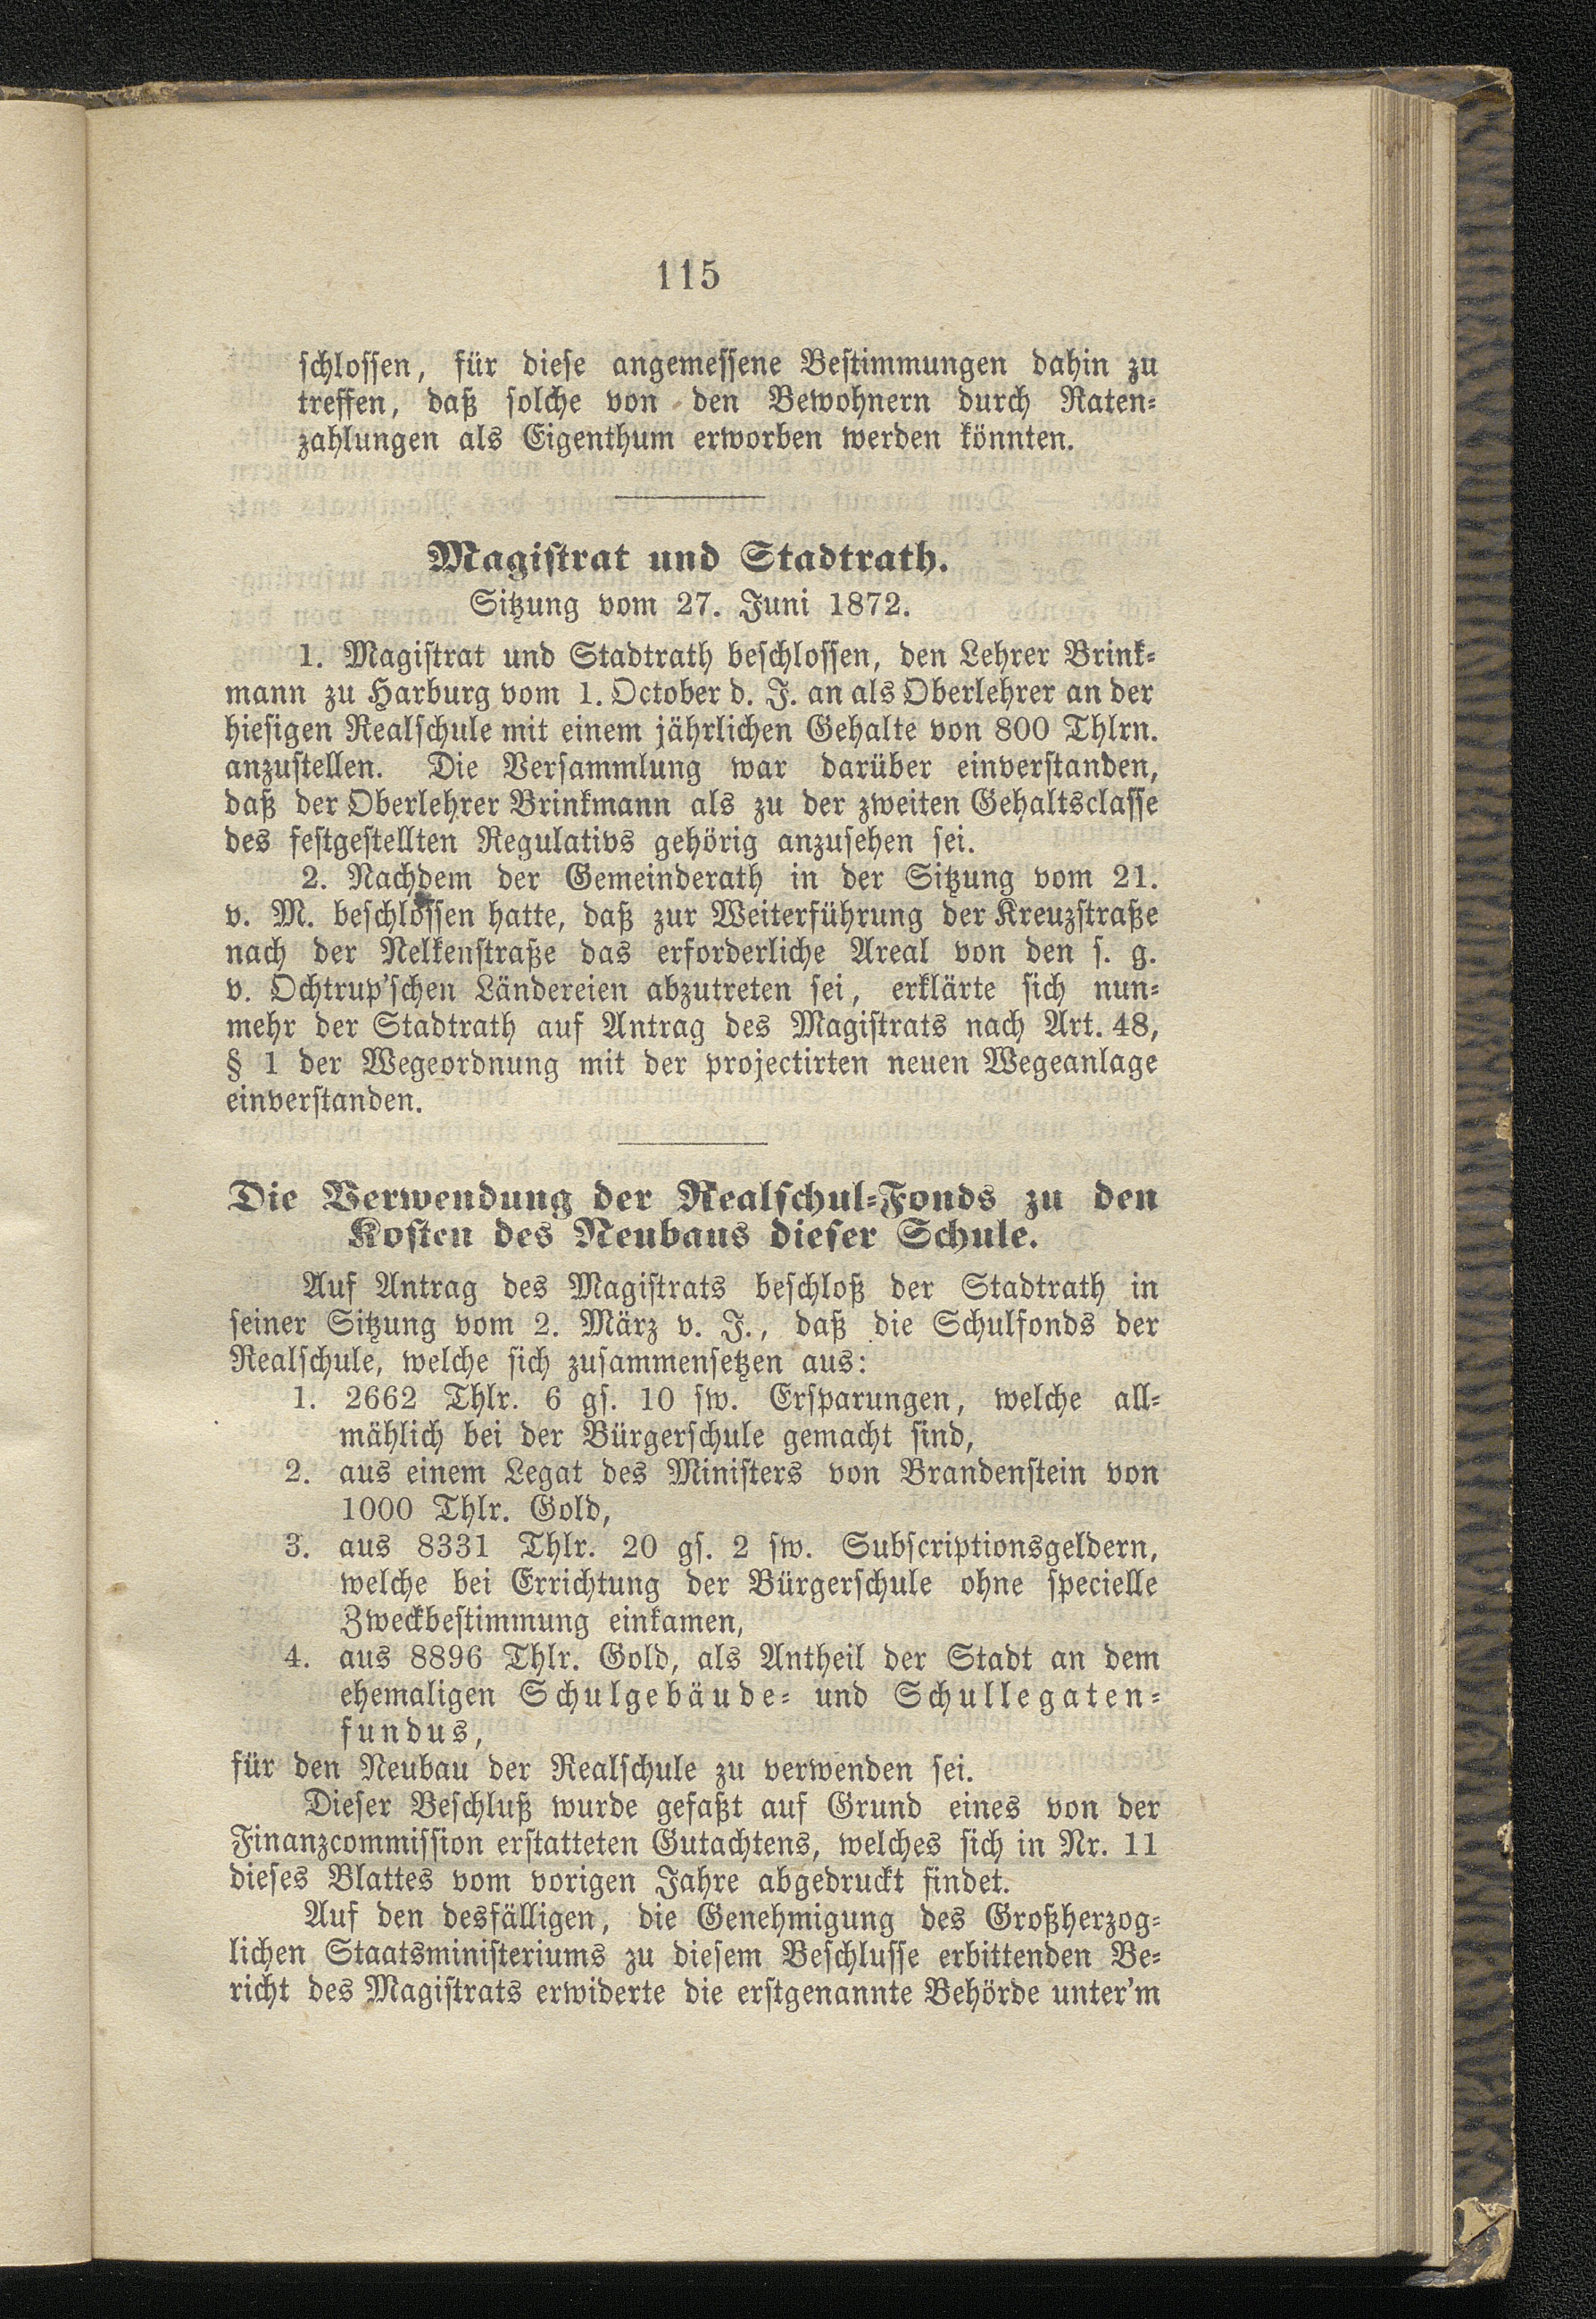 115
schlossen, für diese angemessene Bestimmungen dahin zu
treffen, daß solche von den Bewohnern durch Raten-
zahlungen als Eigenthum erworben werden könnten.
Magistrat und Stadtrath.
Sitzung vom 27. Juni 1872.
1. Magistrat und Stadtrath beschlossen, den Lehrer Brink-
mann zu Harburg vom 1. October d. J. an als Oberlehrer an der
hiesigen Realschule mit einem jährlichen Gehalte von 800 Thlrn.
anzustellen. Die Versammlung war darüber einverstanden,
daß der Oberlehrer Brinkmann als zu der zweiten Gehaltsclasse
des festgestellten Regulativs gehörig anzusehen sei.
2. Nachdem der Gemeinderath in der Sitzung vom 21.
v. M. beschlossen hatte, daß zur Weiterführung der Kreuzstraße
nach der Nelkenstraße das erforderliche Areal von den s. g.
v. Ochtrup'schen Ländereien abzutreten sei, erklärte sich nun-
mehr der Stadtrath auf Antrag des Magistrats nach Art. 48,
§ 1 der Wegeordnung mit der projectirten neuen Wegeanlage
einverstanden.
Die Verwendung der Realschul-Fonds zu den
Kosten des Neubaus dieser Schule.
Auf Antrag des Magistrats beschloß der Stadtrath in
seiner Sitzung vom 2. März v. J., daß die Schulfonds der
Realschule, welche sich zusammensetzen aus:
1. 2662 Thlr. 6 gs. 10 sw. Ersparungen, welche all-
mählich bei der Bürgerschule gemacht sind,
2. aus einem Legat des Ministers von Brandenstein von
1000 Thlr. Gold,
3. aus 8331 Thlr. 20 gs. 2 sw. Subscriptionsgeldern,
welche bei Errichtung der Bürgerschule ohne specielle
Zweckbestimmung einkamen,
4. aus 8896 Thlr. Gold, als Antheil der Stadt an dem
ehemaligen Schulgebäude- und Schullegaten-
fundus,
für den Neubau der Realschule zu verwenden sei.
Dieser Beschluß wurde gefaßt auf Grund eines von der
Finanzcommission erstatteten Gutachtens, welches sich in Nr. 11
dieses Blattes vom vorigen Jahre abgedruckt findet.
Auf den desfälligen, die Genehmigung des Großherzog-
lichen Staatsministeriums zu diesem Beschlusse erbittenden Be-
richt des Magistrats erwiderte die erstgenannte Behörde unter'm